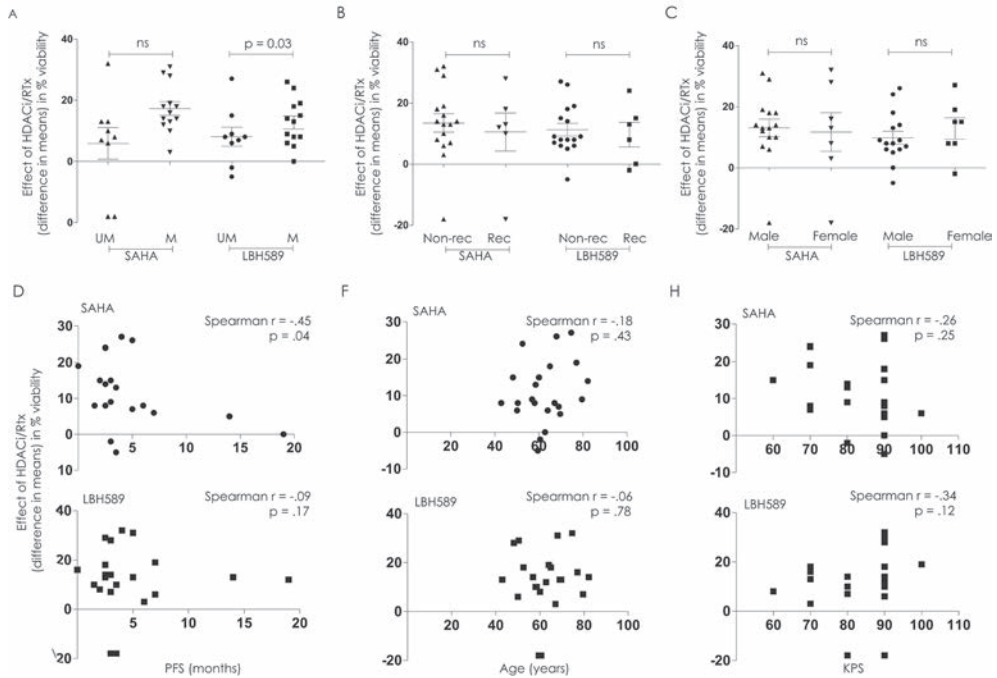 A
Effect of HDACi/RTx
(difference in means) in % viability
ns
p = 0.03
40
20
0
20
0
UM
M
UM
M
SAHA
LBH589
B
Effect of HDACi/RTx
(difference in means) in % viability
ns
ns
40
20
0
-20
Non-rec
Rec
Non-rec
Rec
SAHA
LBH589
C
Effect of HDACi/RTx
(difference in means) in % viability
ns
ns
40
20
0
-20
Male
Female
Male
Female
SAHA
LBH589
Effect of HDACi/Rtx
(difference in means) in % viability
D
SAHA
Spearman r = -.45
p = .04
30
20
10
0
10
5
10
15
20
LBH589
Spearman r = -.09
p = .17
40
20
0
20
5
10
15
20
PFS (months)
F
SAHA
Spearman r = -.18
p = .43
30
20
10
0
-10
20
40
60
80
100
LBH589
Spearman r = -.06
p = .78
40
20
0
-20
20
40
60
80
100
Age (years)
H
SAHA
Spearman r = -.26
p = .25
30
20
10
0
-10
60
70
80
90
100
110
LBH589
Spearman r = -.34
p = .12
40
20
0
-20
60
70
80
90
100
110
KPS